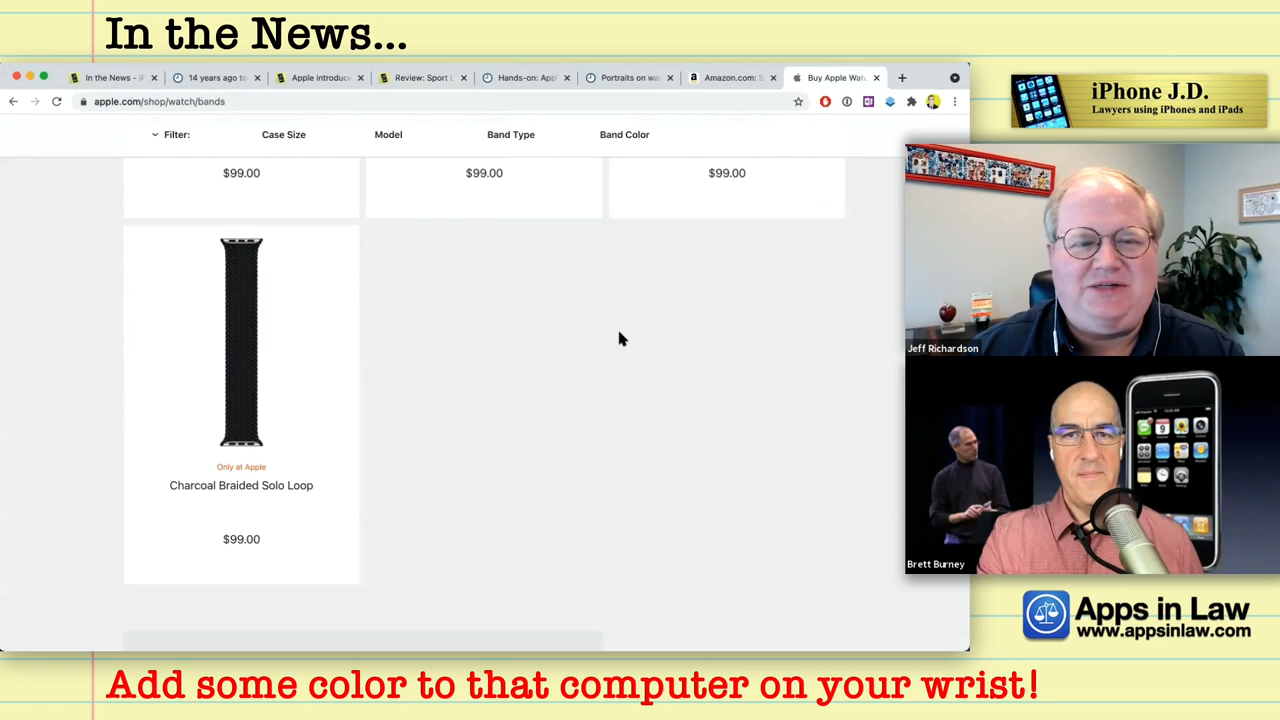 In the News...
In the News - i
14 years ago to
Apple introduc
Review: Sport L
Hands-on: Appl
Portraits on wa
Amazon.com: S
Buy Apple Watc
apple.com/shop/watch/bands
Filter:
Case Size
Model
Band Type
Band Color
$99.00
$99.00
$99.00
Only at Apple
Charcoal Braided Solo Loop
$99.00
iPhone J.D.
Lawyers using iPhones and iPads
Jeff Richardson
9
Brett Burney
Apps in Law
www.appsinlaw.com
Add some color to that computer on your wrist!